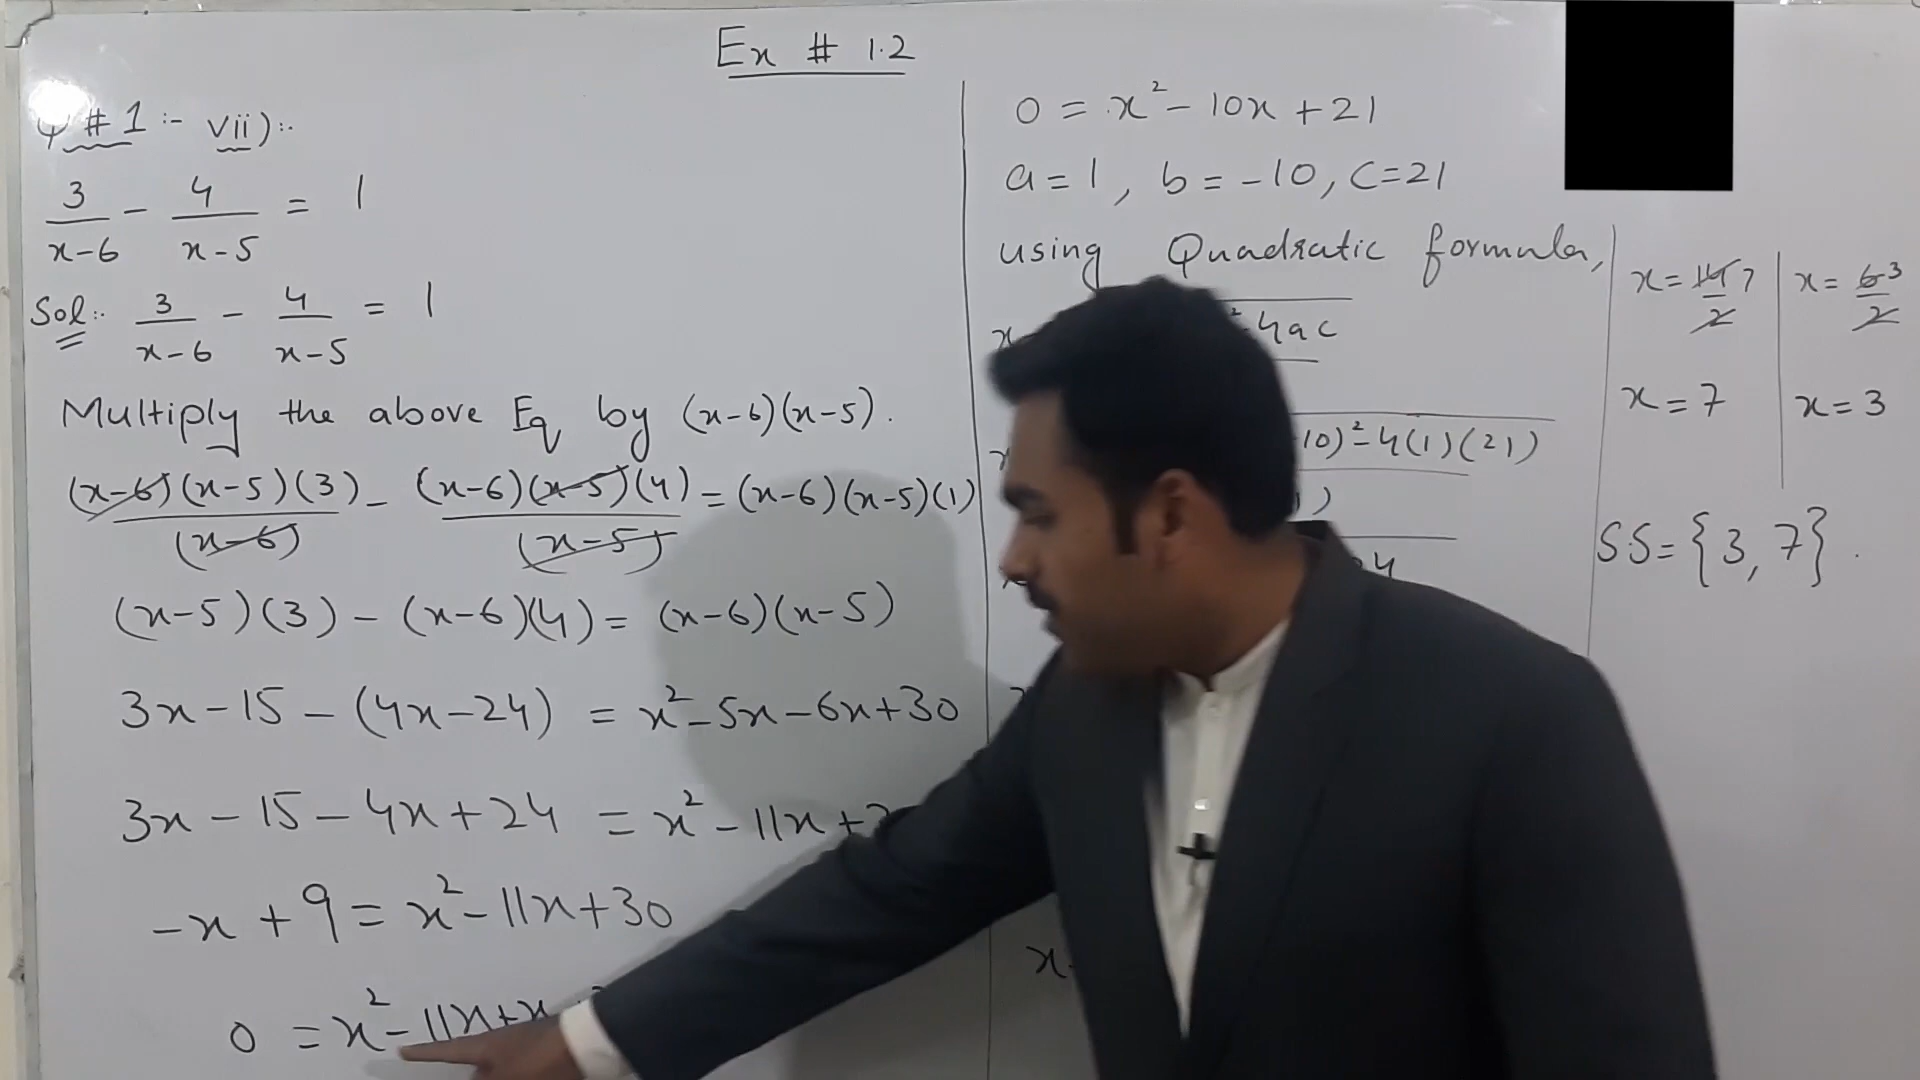 Ex # 1.2
Q # 1 :- vii) :-
3/(x-6) - 4/(x-5) = 1
Sol:- 3/(x-6) - 4/(x-5) = 1
Multiply the above Eq by (x-6)(x-5).
(x-6)(x-5)(3)/(x-6) - (x-6)(x-5)(4)/(x-5) = (x-6)(x-5)(1)
(x-5)(3) - (x-6)(4) = (x-6)(x-5)
3x - 15 - (4x - 24) = x² - 5x - 6x + 30
3x - 15 - 4x + 24 = x² - 11x +
-x + 9 = x² - 11x + 30
0 = x² - 11x + x
0 = x² - 10x + 21
a = 1, b = -10, c = 21
using Quadratic formula,
- 4ac
10)² - 4(1)(21)
)
4
x
x = 14/2 7
x = 7
x = 6/2 3
x = 3
SS = {3, 7}.